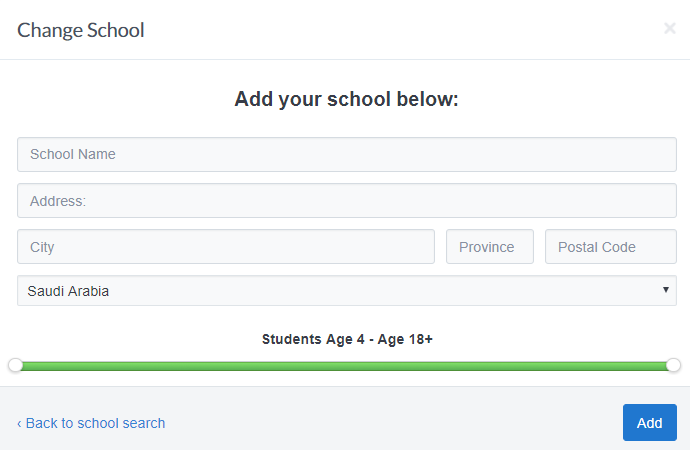 Change School
×
Add your school below:
School Name
Address:
City Province Postal Code
Saudi Arabia
Students Age 4 - Age 18+
‹ Back to school search Add